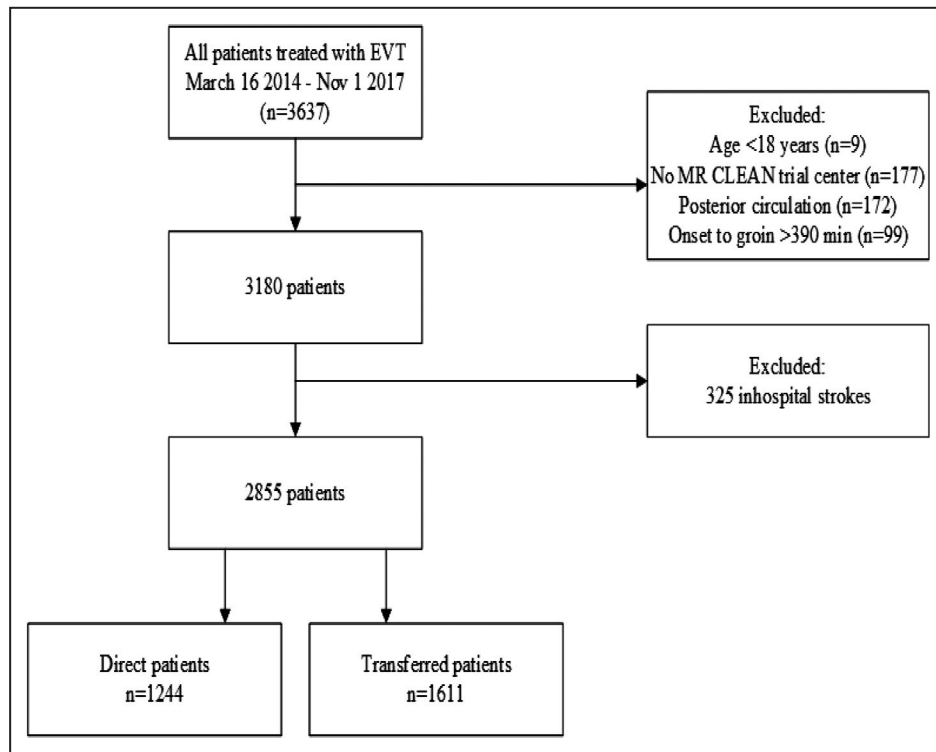 All patients treated with EVT
March 16 2014 - Nov 1 2017
(n=3637)
Excluded:
Age <18 years (n=9)
No MR CLEAN trial center (n=177)
Posterior circulation (n=172)
Onset to groin >390 min (n=99)
3180 patients
Excluded:
325 inhospital strokes
2855 patients
Direct patients
n=1244
Transferred patients
n=1611